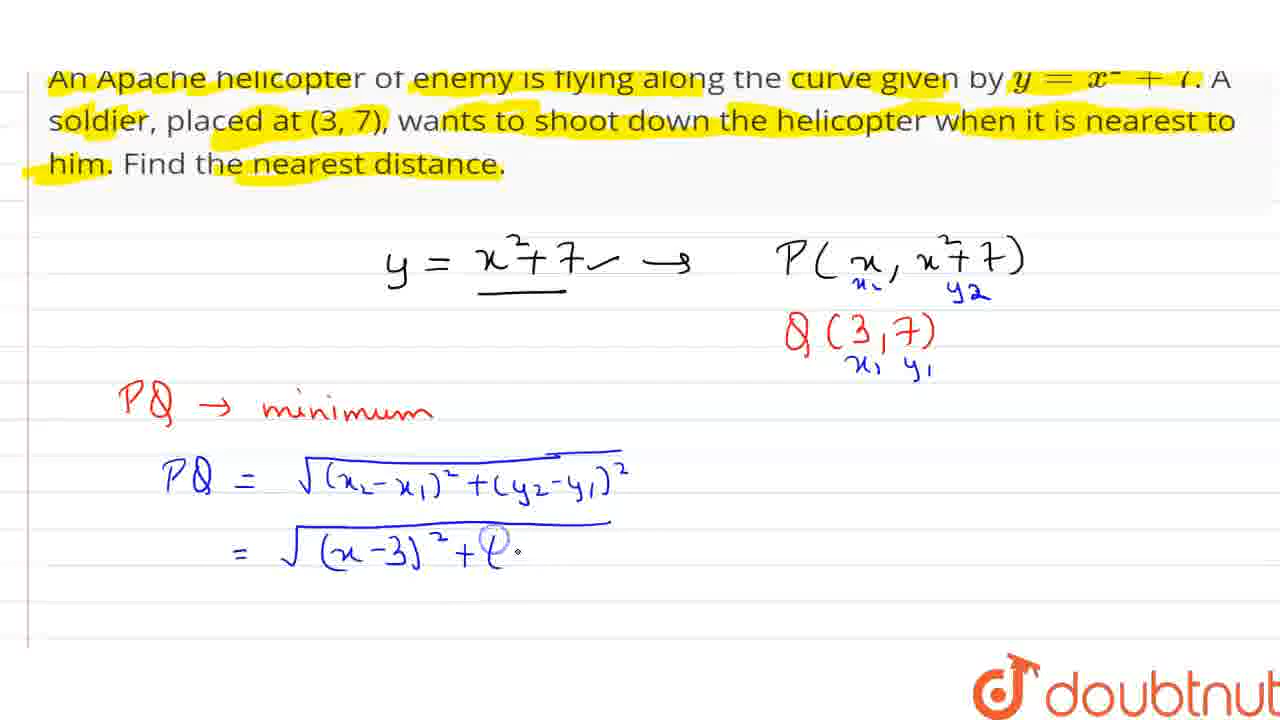 An Apache helicopter of enemy is flying along the curve given by y = x² + 7. A
soldier, placed at (3, 7), wants to shoot down the helicopter when it is nearest to
him. Find the nearest distance.
y = x²+7 → P(x, x²+7)
x₂ y₂
Q(3,7)
x₁ y₁
PQ → minimum
PQ = √(x₂-x₁)²+(y₂-y₁)²
= √(x-3)²+(
doubtnut